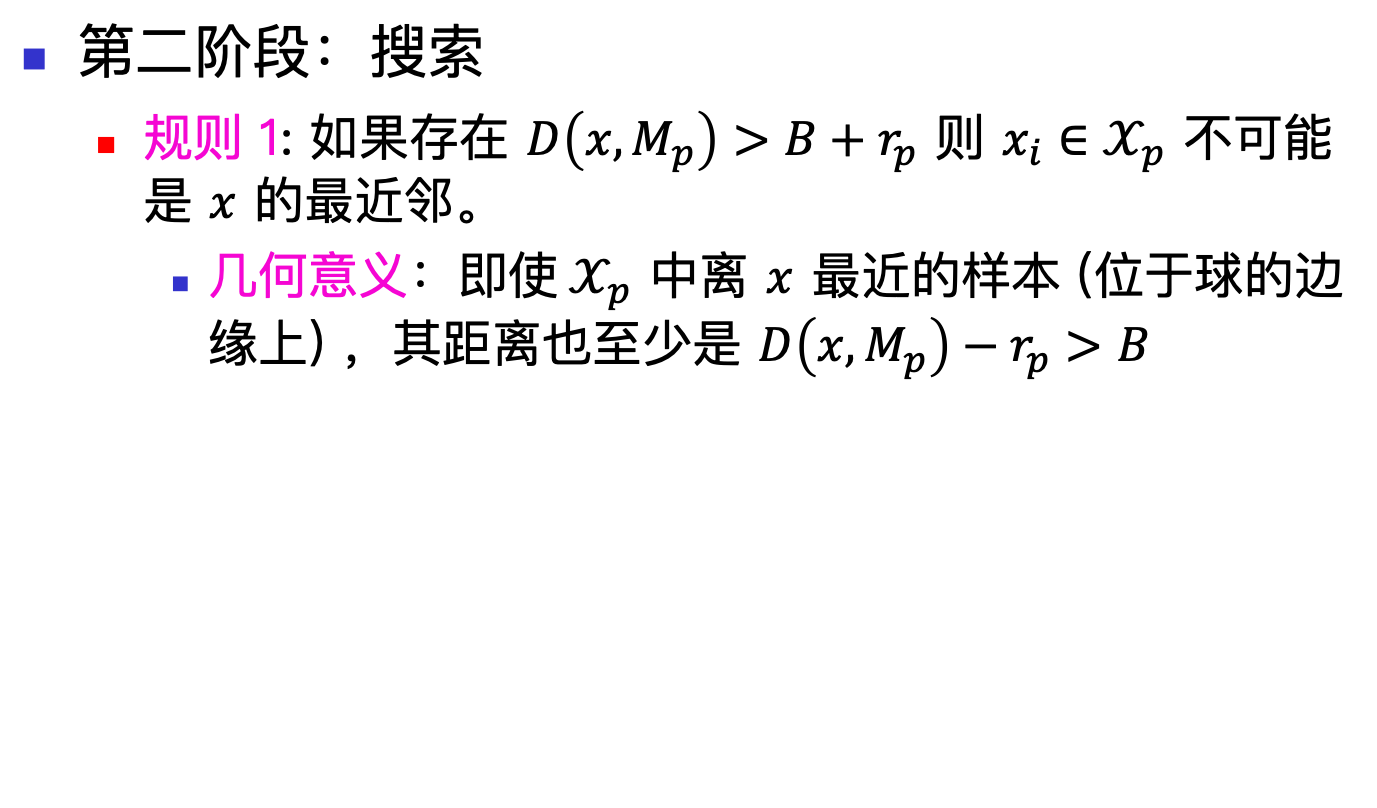 第二阶段：搜索
规则 1: 如果存在 D(x, M_p) > B + r_p 则 x_i ∈ 𝒳_p 不可能
是 x 的最近邻。
几何意义：即使 𝒳_p 中离 x 最近的样本 (位于球的边
缘上），其距离也至少是 D(x, M_p) − r_p > B